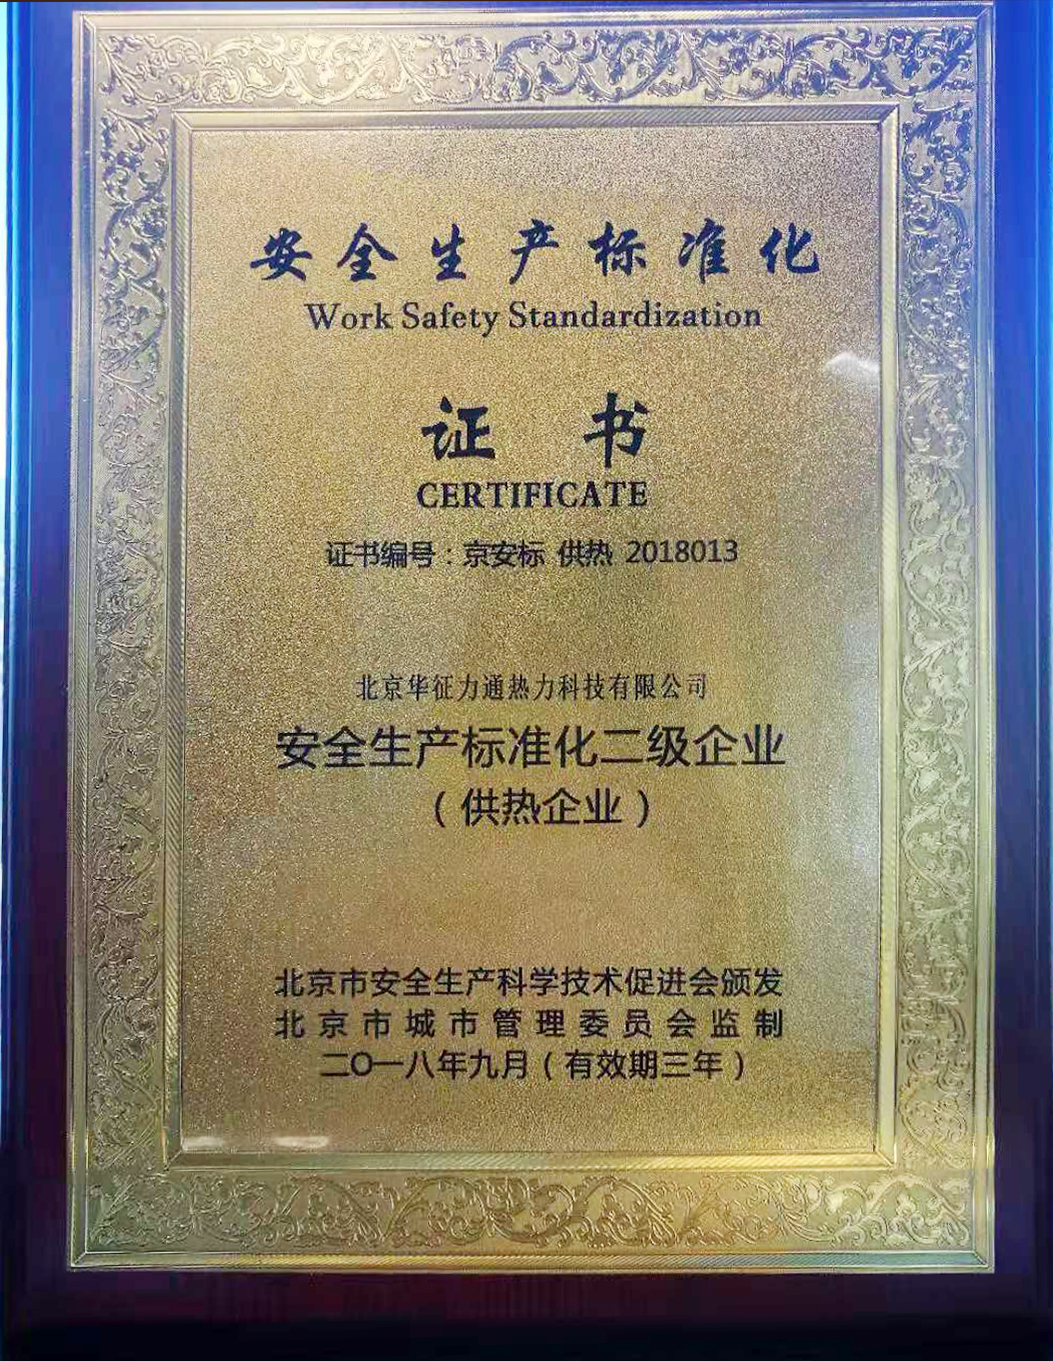 安全生产标准化
Work Safety Standardization
证书
CERTIFICATE
证书编号：京安标 供热 2018013
北京华征力通热力科技有限公司
安全生产标准化二级企业
（供热企业）
北京市安全生产科学技术促进会颁发
北京市城市管理委员会监制
二〇一八年九月（有效期三年）